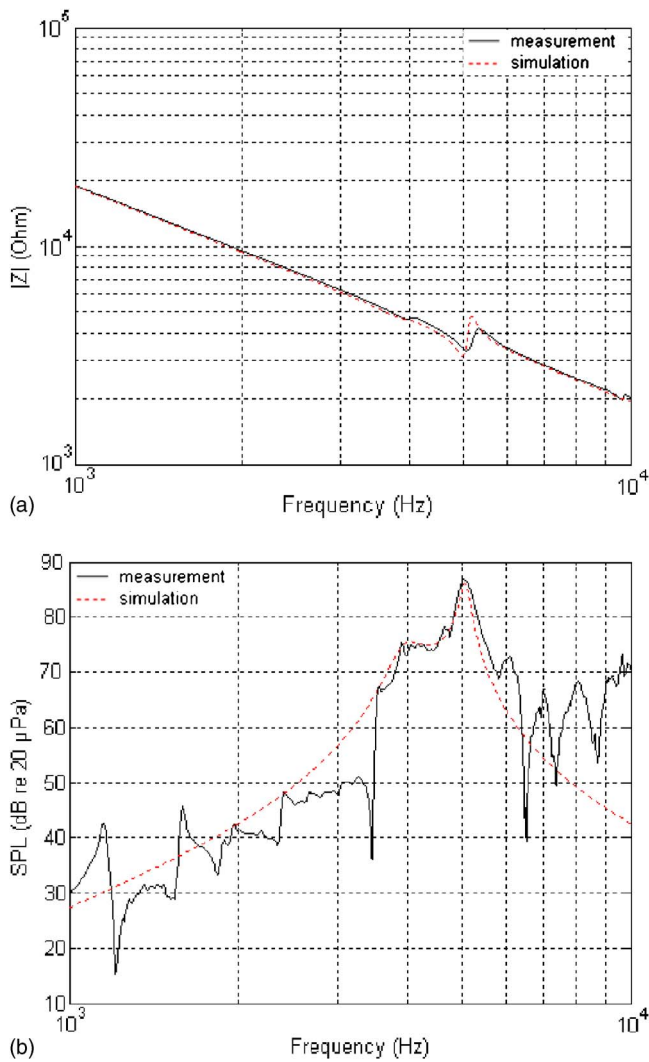 10^5
measurement
simulation
10^4
|Z| (Ohm)
10^3
10^3
10^4
(a)
Frequency (Hz)
90
measurement
simulation
80
70
60
50
40
30
20
10
SPL (dB re 20 µPa)
10^3
10^4
(b)
Frequency (Hz)